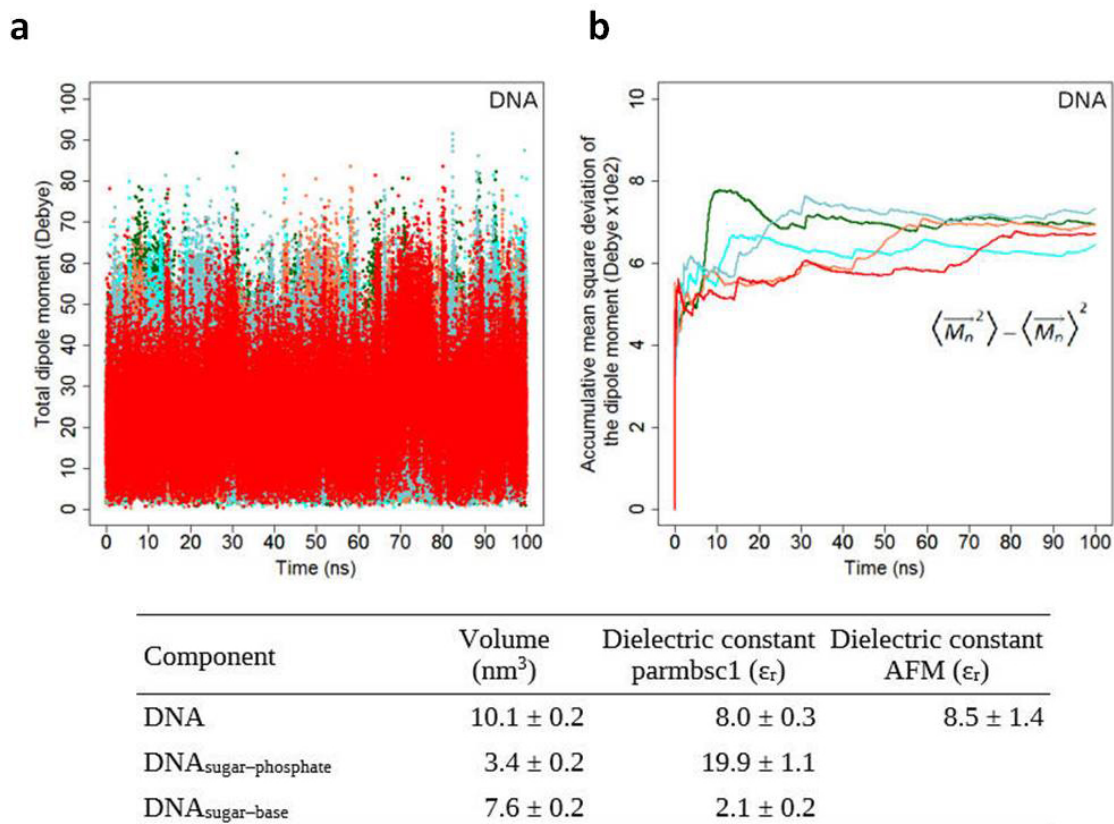 a
b
DNA
Total dipole moment (Debye)
100
90
80
70
60
50
40
30
20
10
0
0 10 20 30 40 50 60 70 80 90 100
Time (ns)
DNA
Accumulative mean square deviation of
the dipole moment (Debye x10e2)
10
8
6
4
2
0
⟨M⃗ₙ²⟩ – ⟨M⃗ₙ⟩²
0 10 20 30 40 50 60 70 80 90 100
Time (ns)
Component Volume (nm³) Dielectric constant parmbsc1 (εr) Dielectric constant AFM (εr)
DNA 10.1 ± 0.2 8.0 ± 0.3 8.5 ± 1.4
DNAsugar–phosphate 3.4 ± 0.2 19.9 ± 1.1
DNAsugar–base 7.6 ± 0.2 2.1 ± 0.2